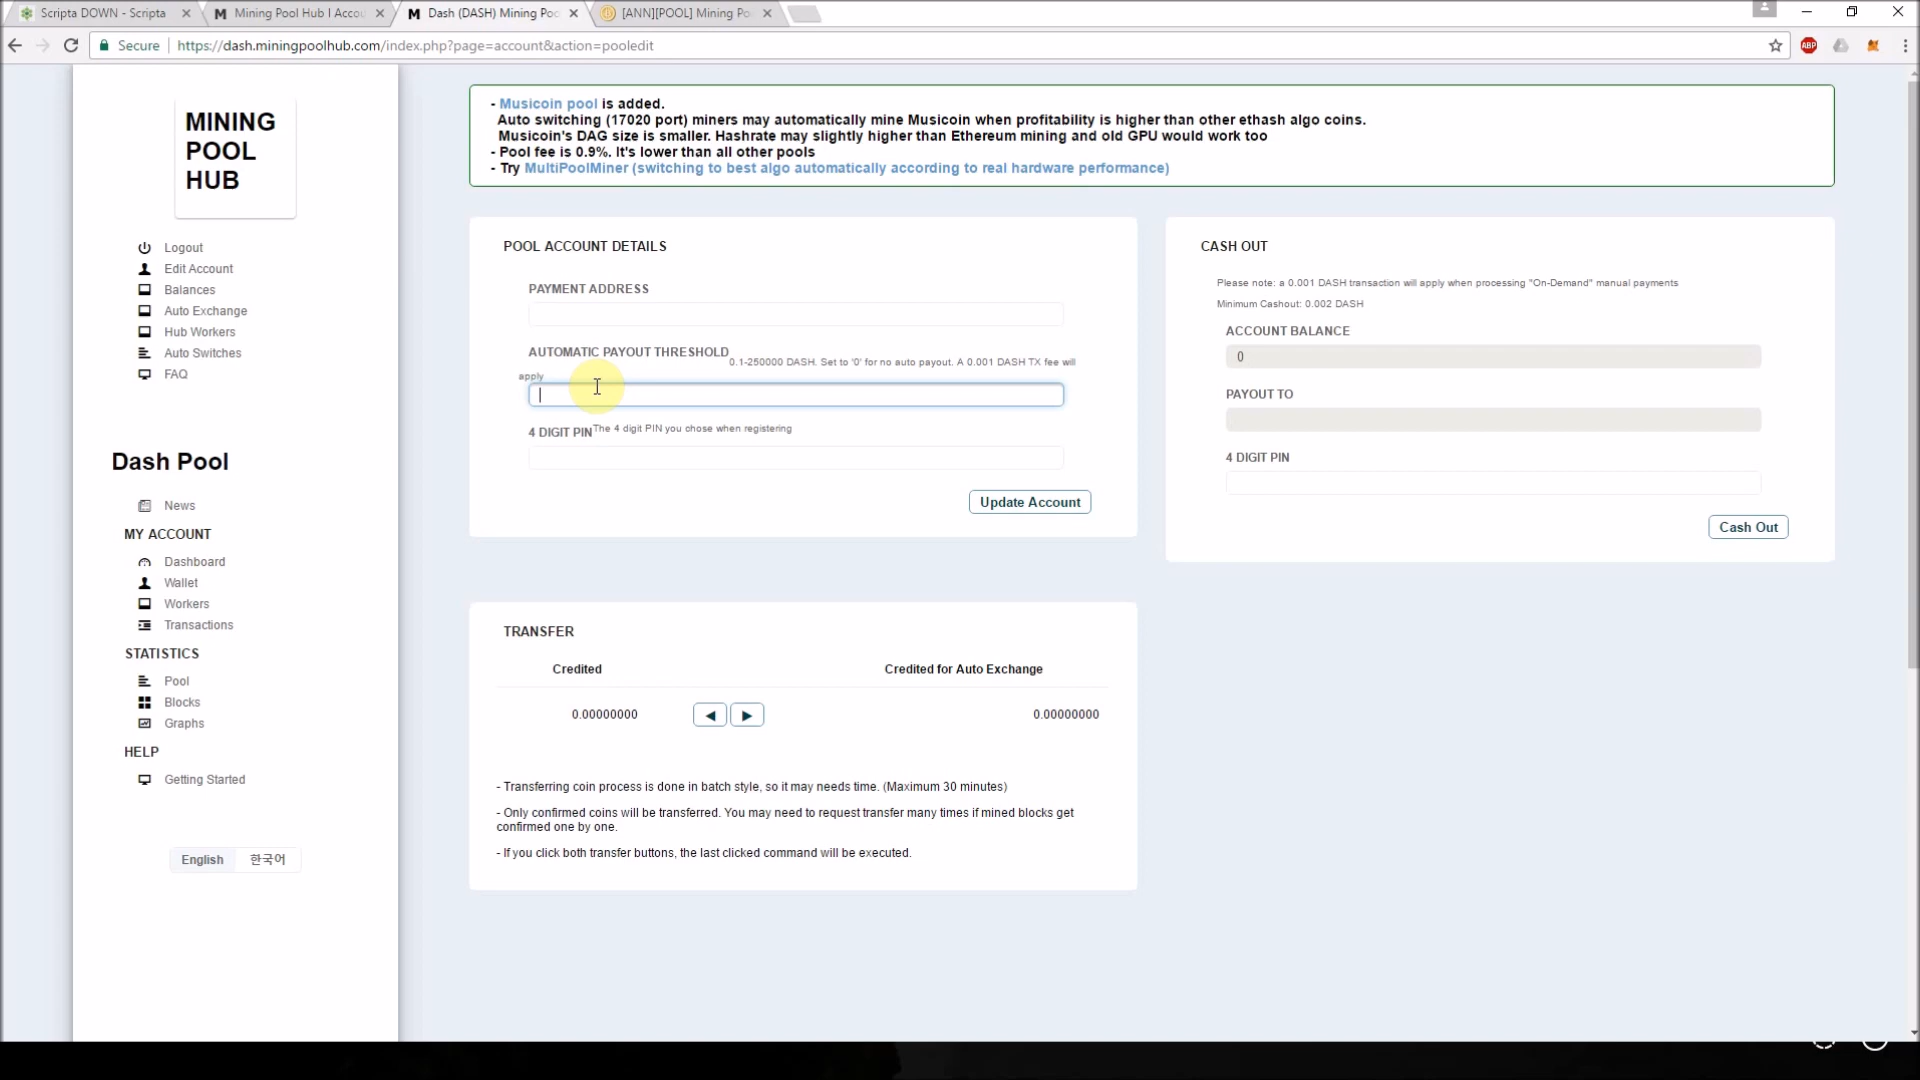 Scripta DOWN - Scripta
Mining Pool Hub I Accou
Dash (DASH) Mining Poo
[ANN][POOL] Mining Po
Secure https://dash.miningpoolhub.com/index.php?page=account&action=pooledit
ABP
MINING
POOL
HUB
Logout
Edit Account
Balances
Auto Exchange
Hub Workers
Auto Switches
FAQ
Dash Pool
News
MY ACCOUNT
Dashboard
Wallet
Workers
Transactions
STATISTICS
Pool
Blocks
Graphs
HELP
Getting Started
English 한국어
- Musicoin pool is added.
Auto switching (17020 port) miners may automatically mine Musicoin when profitability is higher than other ethash algo coins.
Musicoin's DAG size is smaller. Hashrate may slightly higher than Ethereum mining and old GPU would work too
- Pool fee is 0.9%. It's lower than all other pools
- Try MultiPoolMiner (switching to best algo automatically according to real hardware performance)
POOL ACCOUNT DETAILS
PAYMENT ADDRESS
AUTOMATIC PAYOUT THRESHOLD 0.1-250000 DASH. Set to '0' for no auto payout. A 0.001 DASH TX fee will
apply
4 DIGIT PIN The 4 digit PIN you chose when registering
Update Account
CASH OUT
Please note: a 0.001 DASH transaction will apply when processing "On-Demand" manual payments
Minimum Cashout: 0.002 DASH
ACCOUNT BALANCE
0
PAYOUT TO
4 DIGIT PIN
Cash Out
TRANSFER
Credited Credited for Auto Exchange
0.00000000 0.00000000
- Transferring coin process is done in batch style, so it may needs time. (Maximum 30 minutes)
- Only confirmed coins will be transferred. You may need to request transfer many times if mined blocks get
confirmed one by one.
- If you click both transfer buttons, the last clicked command will be executed.